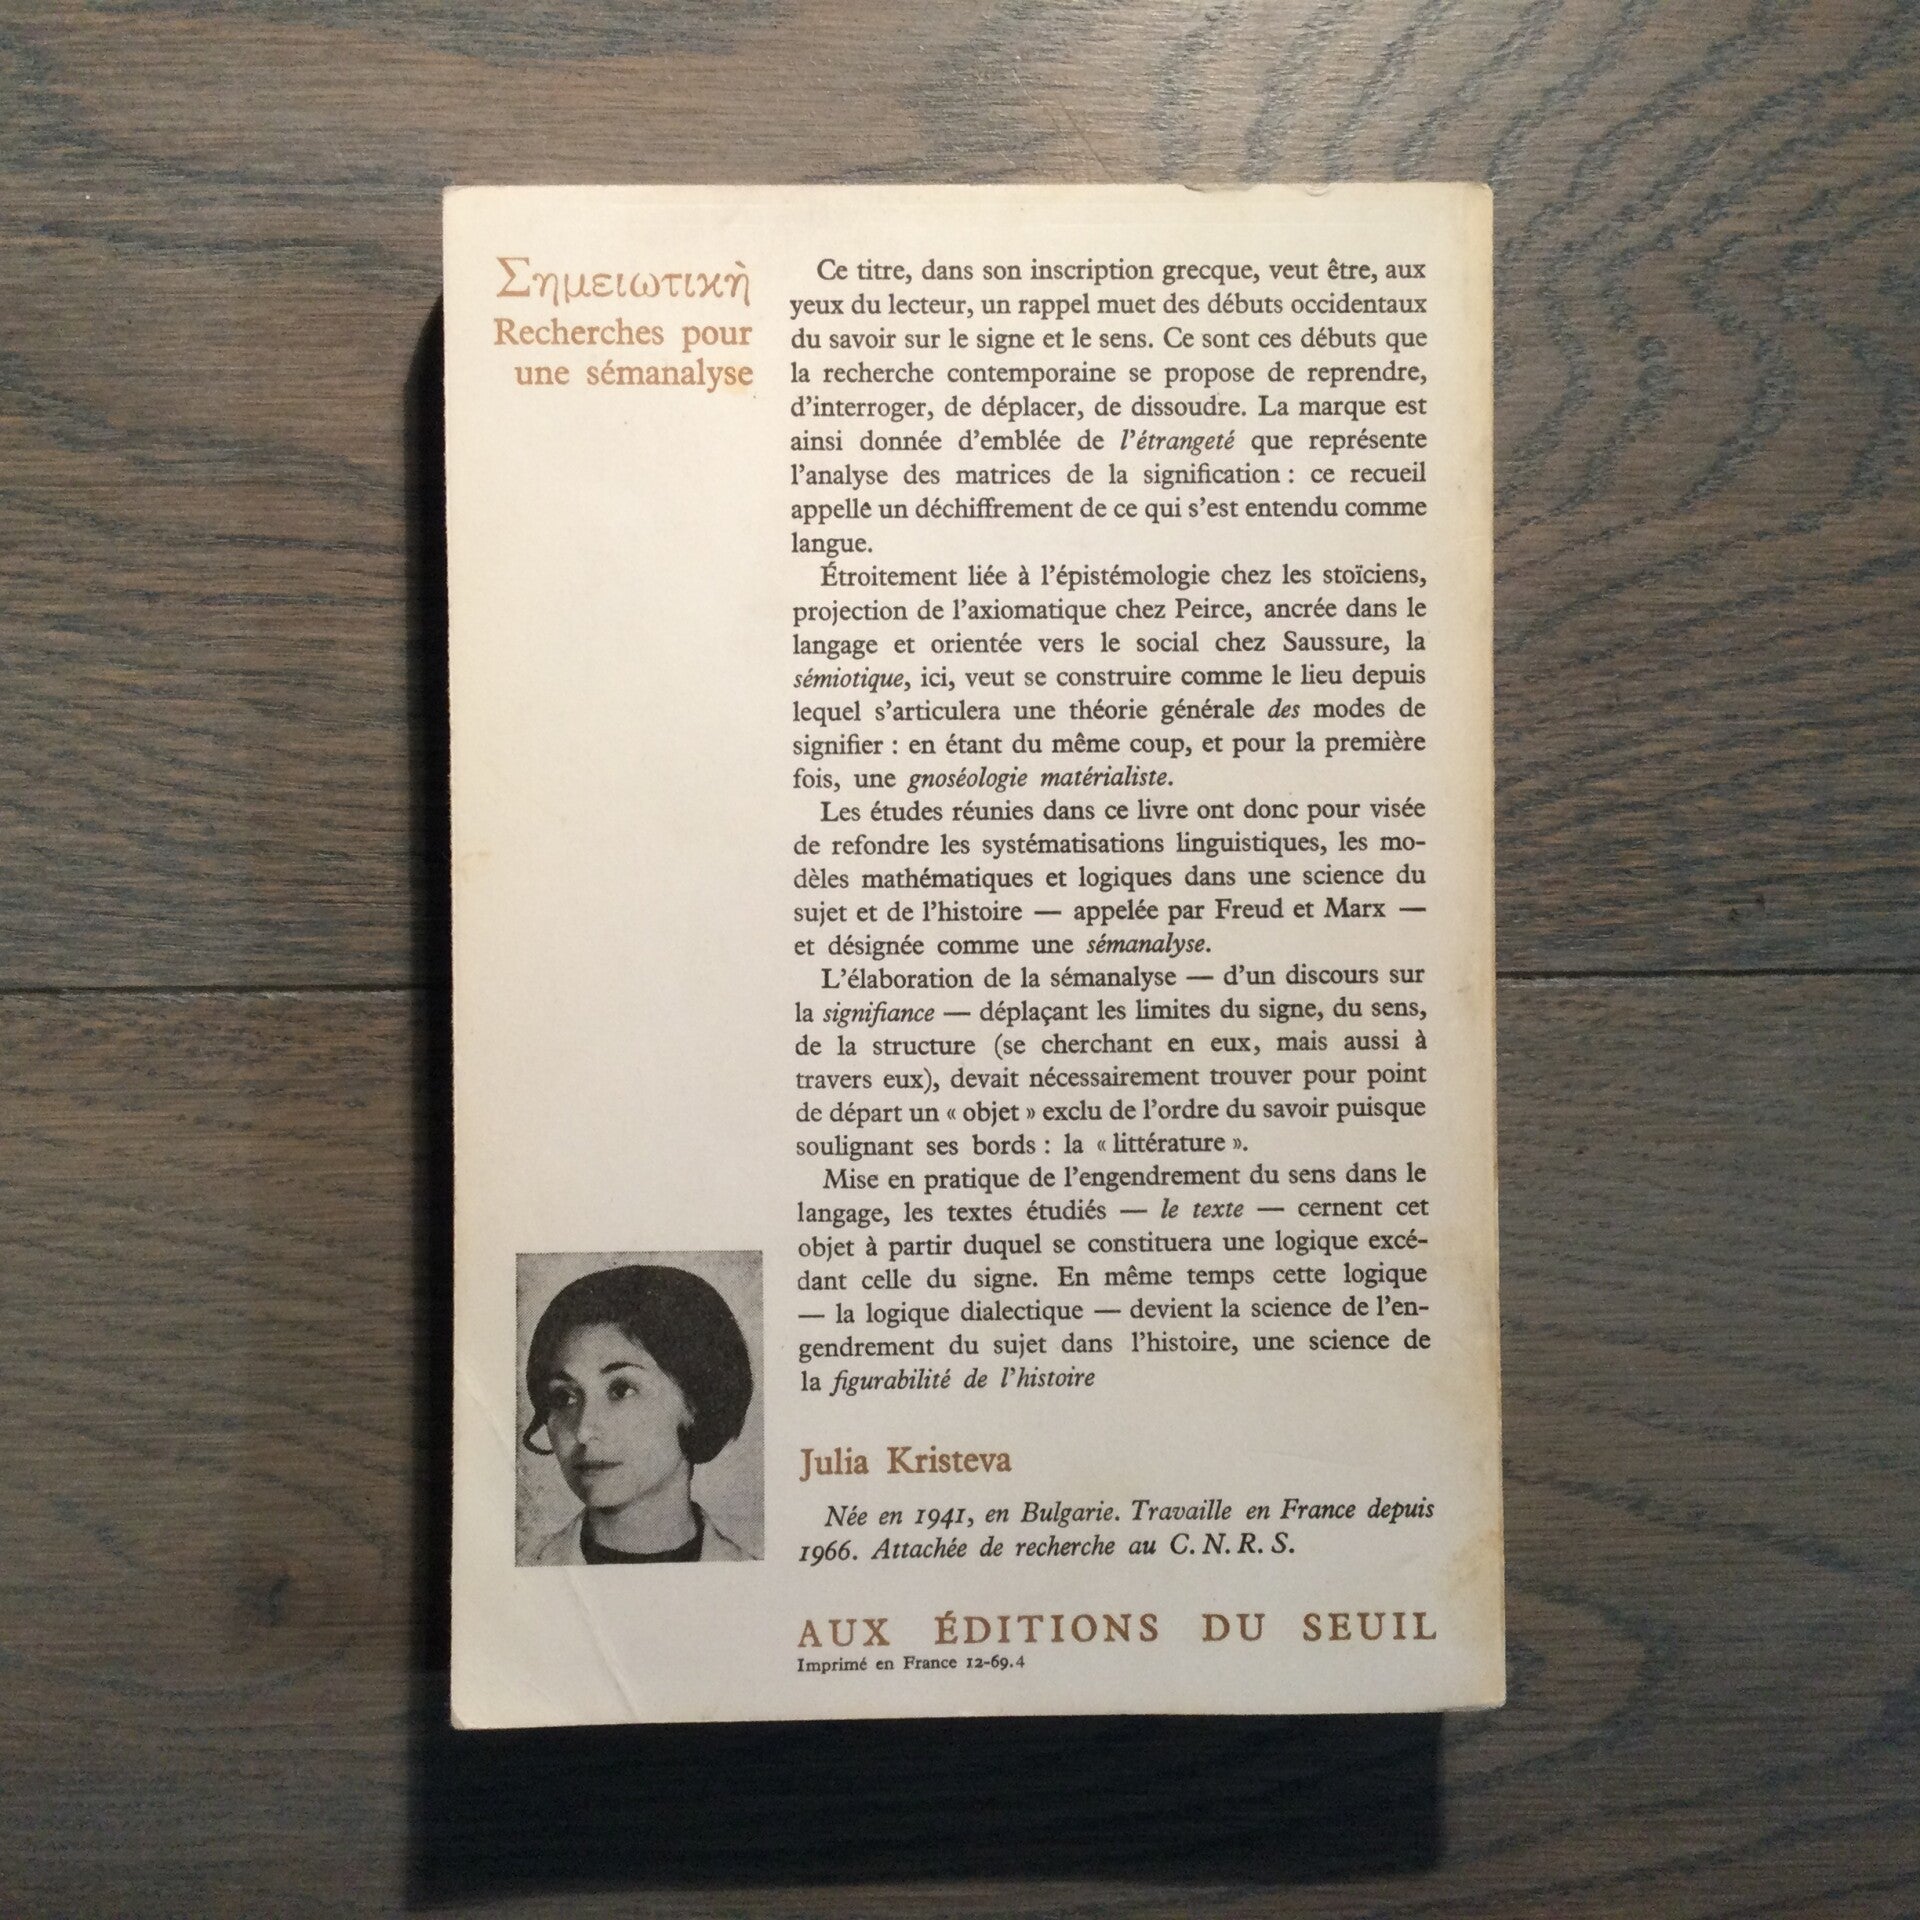 Σημειωτικὴ
Recherches pour
une sémanalyse
Ce titre, dans son inscription grecque, veut être, aux
yeux du lecteur, un rappel muet des débuts occidentaux
du savoir sur le signe et le sens. Ce sont ces débuts que
la recherche contemporaine se propose de reprendre,
d'interroger, de déplacer, de dissoudre. La marque est
ainsi donnée d'emblée de l'étrangeté que représente
l'analyse des matrices de la signification : ce recueil
appelle un déchiffrement de ce qui s'est entendu comme
langue.
Étroitement liée à l'épistémologie chez les stoïciens,
projection de l'axiomatique chez Peirce, ancrée dans le
langage et orientée vers le social chez Saussure, la
sémiotique, ici, veut se construire comme le lieu depuis
lequel s'articulera une théorie générale des modes de
signifier : en étant du même coup, et pour la première
fois, une gnoséologie matérialiste.
Les études réunies dans ce livre ont donc pour visée
de refondre les systématisations linguistiques, les mo-
dèles mathématiques et logiques dans une science du
sujet et de l'histoire — appelée par Freud et Marx —
et désignée comme une sémanalyse.
L'élaboration de la sémanalyse — d'un discours sur
la signifiance — déplaçant les limites du signe, du sens,
de la structure (se cherchant en eux, mais aussi à
travers eux), devait nécessairement trouver pour point
de départ un « objet » exclu de l'ordre du savoir puisque
soulignant ses bords : la « littérature ».
Mise en pratique de l'engendrement du sens dans le
langage, les textes étudiés — le texte — cernent cet
objet à partir duquel se constituera une logique excé-
dant celle du signe. En même temps cette logique
— la logique dialectique — devient la science de l'en-
gendrement du sujet dans l'histoire, une science de
la figurabilité de l'histoire
Julia Kristeva
Née en 1941, en Bulgarie. Travaille en France depuis
1966. Attachée de recherche au C. N. R. S.
AUX ÉDITIONS DU SEUIL
Imprimé en France 12-69.4